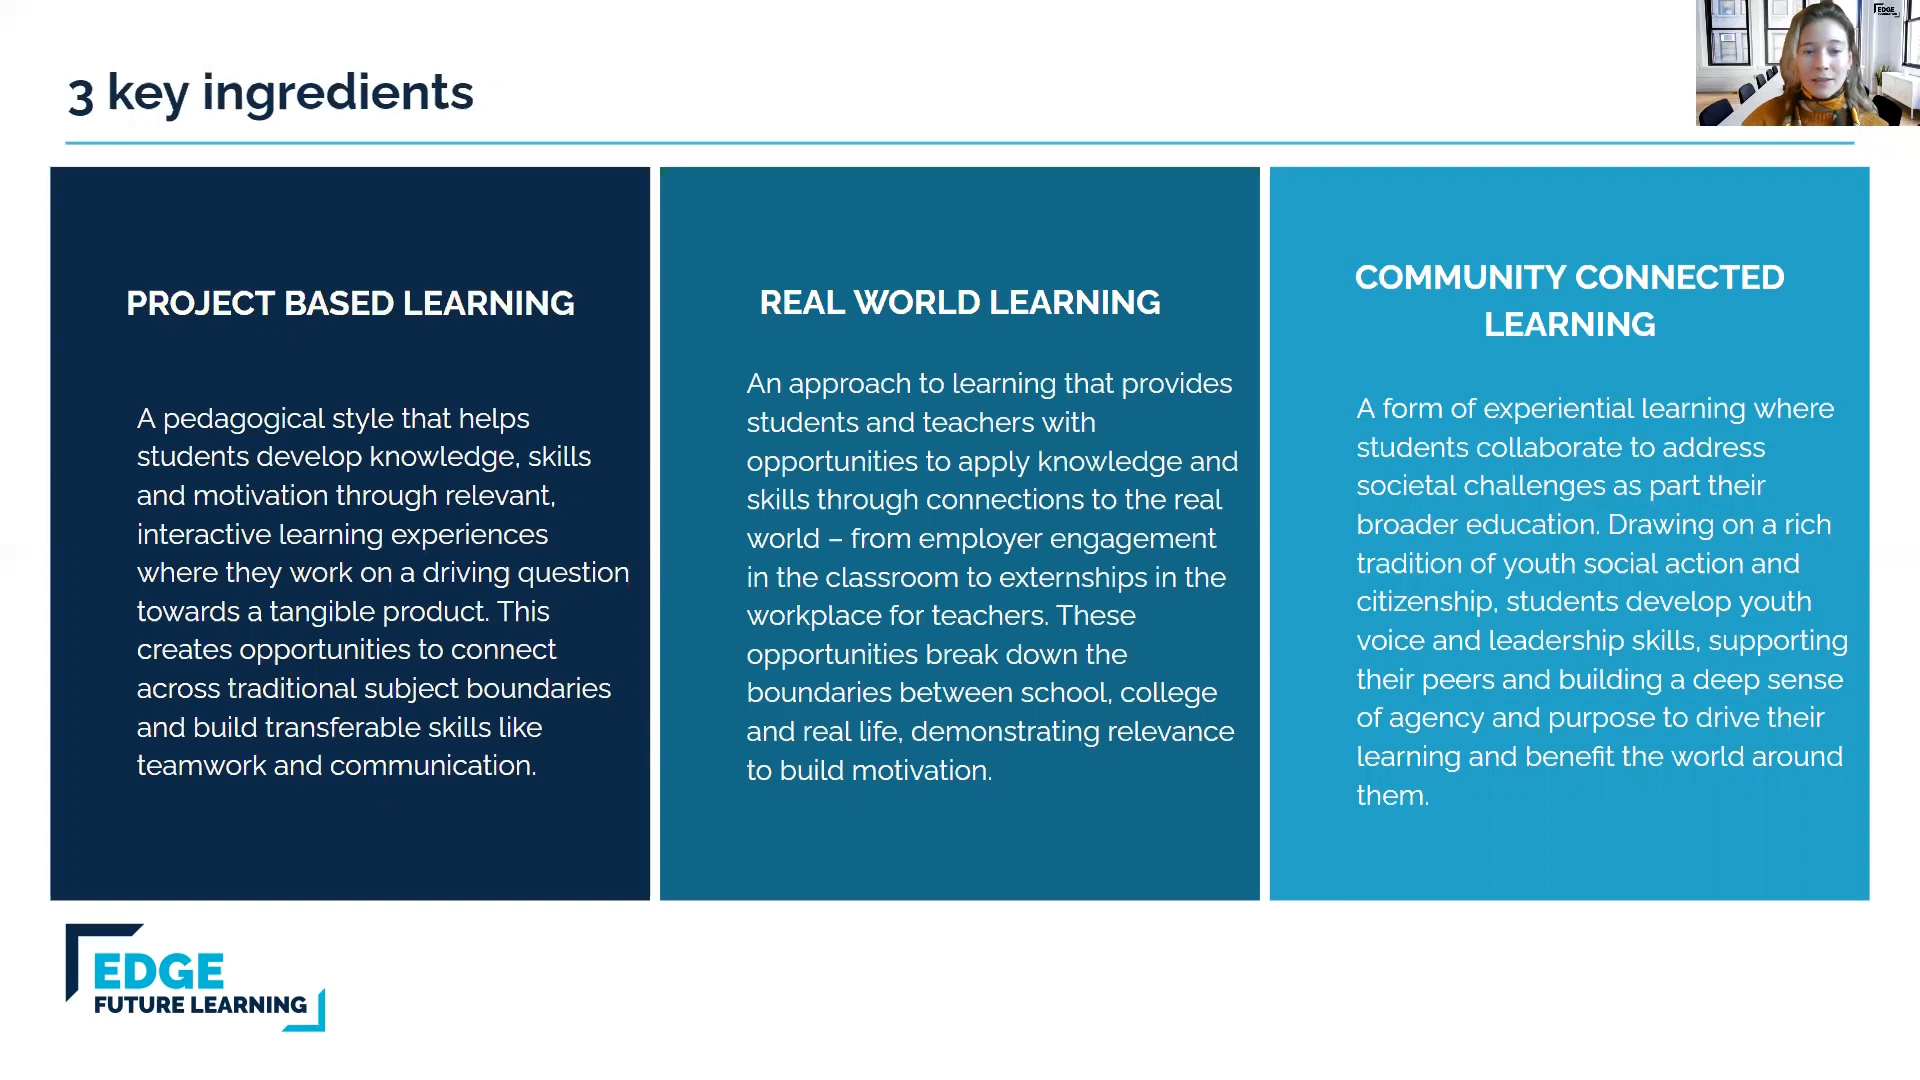 3 key ingredients
EDGE
PROJECT BASED LEARNING
A pedagogical style that helps
students develop knowledge, skills
and motivation through relevant,
interactive learning experiences
where they work on a driving question
towards a tangible product. This
creates opportunities to connect
across traditional subject boundaries
and build transferable skills like
teamwork and communication.
REAL WORLD LEARNING
An approach to learning that provides
students and teachers with
opportunities to apply knowledge and
skills through connections to the real
world – from employer engagement
in the classroom to externships in the
workplace for teachers. These
opportunities break down the
boundaries between school, college
and real life, demonstrating relevance
to build motivation.
COMMUNITY CONNECTED
LEARNING
A form of experiential learning where
students collaborate to address
societal challenges as part their
broader education. Drawing on a rich
tradition of youth social action and
citizenship, students develop youth
voice and leadership skills, supporting
their peers and building a deep sense
of agency and purpose to drive their
learning and benefit the world around
them.
EDGE
FUTURE LEARNING